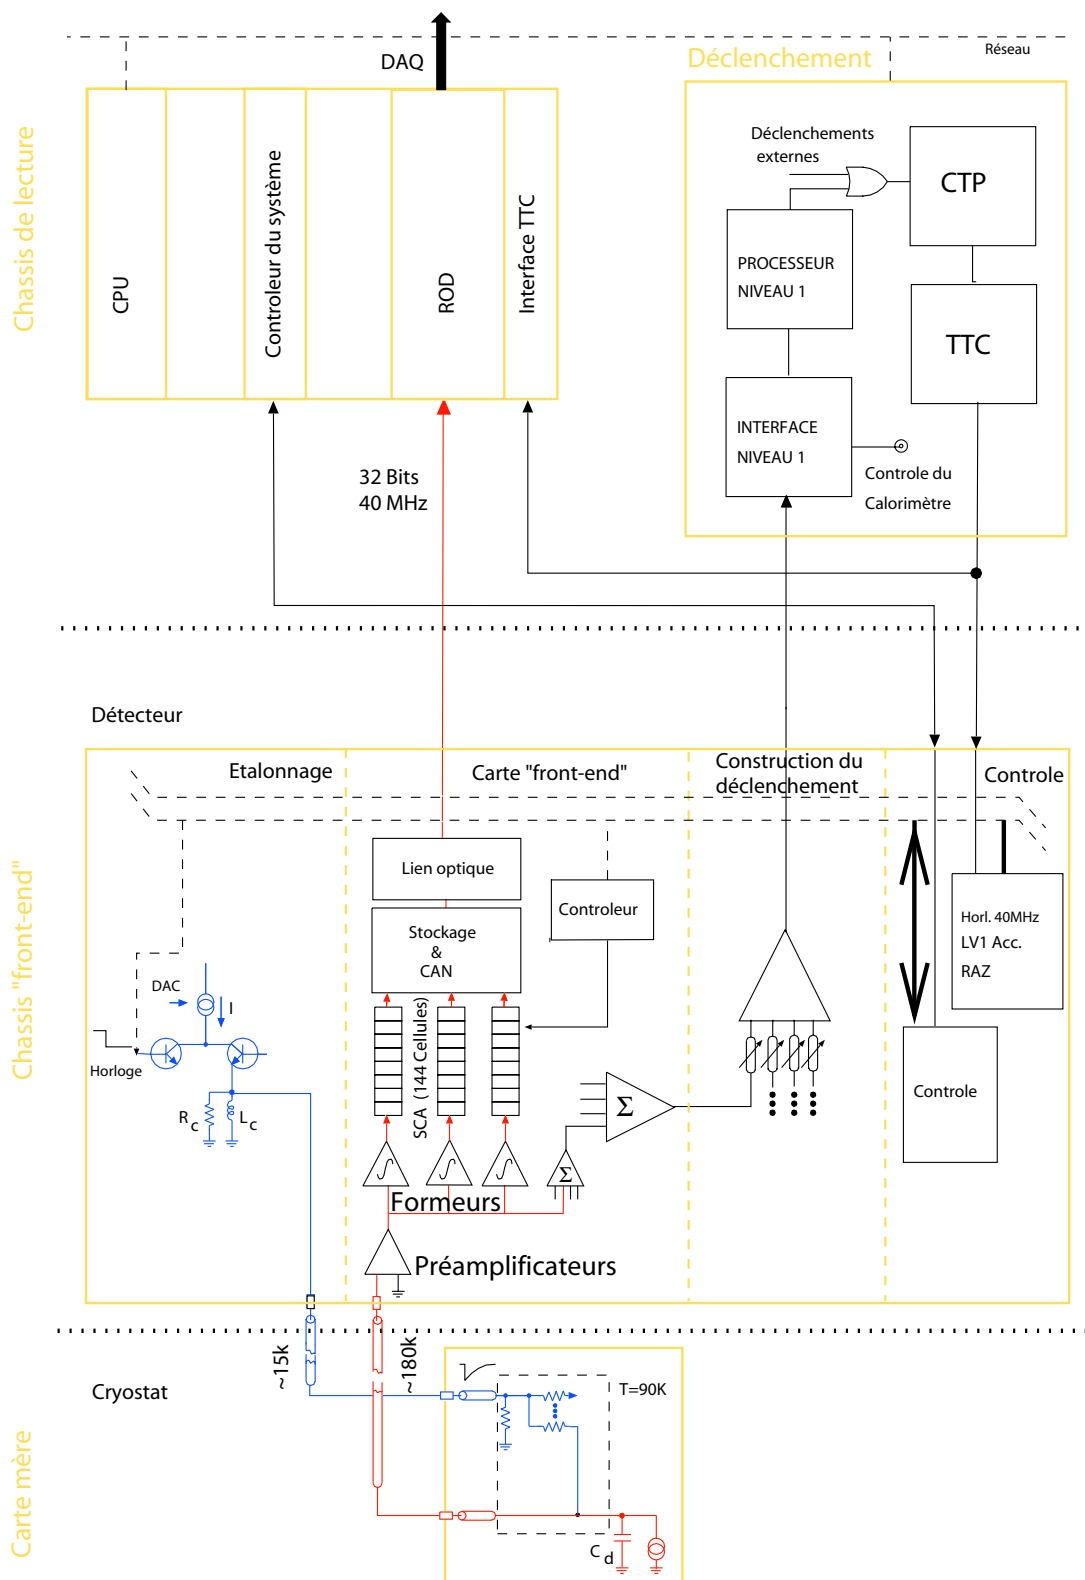 Réseau
DAQ
Déclenchement
Chassis de lecture
CPU
Controleur du système
ROD
Interface TTC
Déclenchements
externes
CTP
PROCESSEUR
NIVEAU 1
TTC
INTERFACE
NIVEAU 1
Controle du
Calorimètre
32 Bits
40 MHz
Détecteur
Chassis "front-end"
Etalonnage
Carte "front-end"
Construction du
déclenchement
Controle
Lien optique
Controleur
Stockage
&
CAN
Horl. 40MHz
LV1 Acc.
RAZ
DAC
I
Horloge
SCA (144 Cellules)
Controle
R c
L c
Σ
Σ
Formeurs
Préamplificateurs
~15k
~180k
Cryostat
T=90K
Carte mère
C d